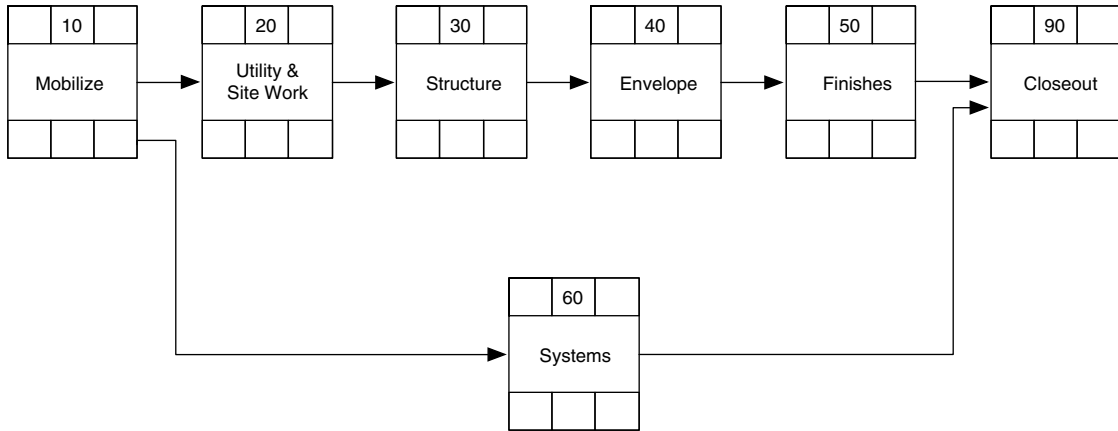 10
Mobilize
20
Utility &
Site Work
30
Structure
40
Envelope
50
Finishes
90
Closeout
60
Systems